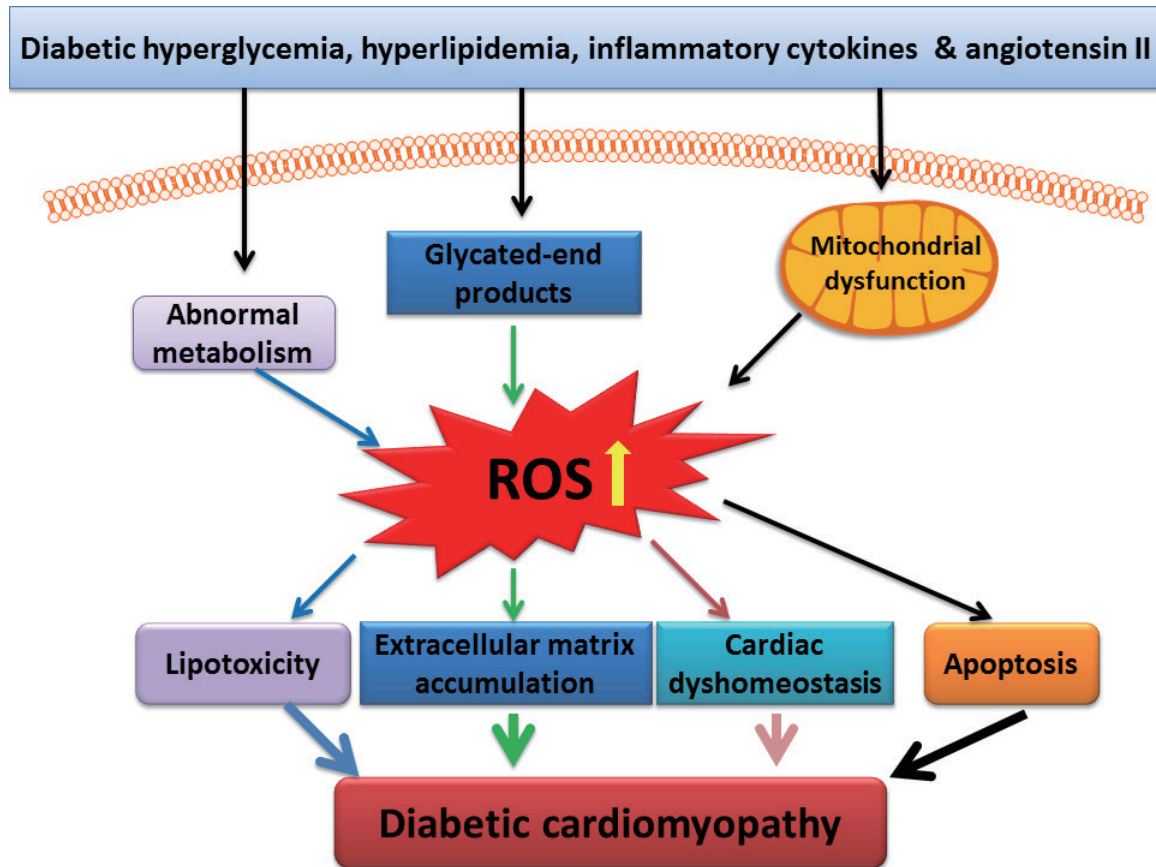 Diabetic hyperglycemia, hyperlipidemia, inflammatory cytokines & angiotensin II
Glycated-end
products
Mitochondrial
dysfunction
Abnormal
metabolism
ROS
Lipotoxicity
Extracellular matrix
accumulation
Cardiac
dyshomeostasis
Apoptosis
Diabetic cardiomyopathy